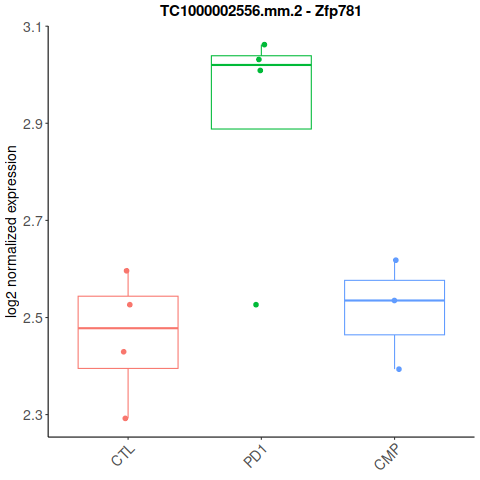 TC1000002556.mm.2 - Zfp781
log2 normalized expression
3.1
2.9
2.7
2.5
2.3
CTL
PD1
CMP